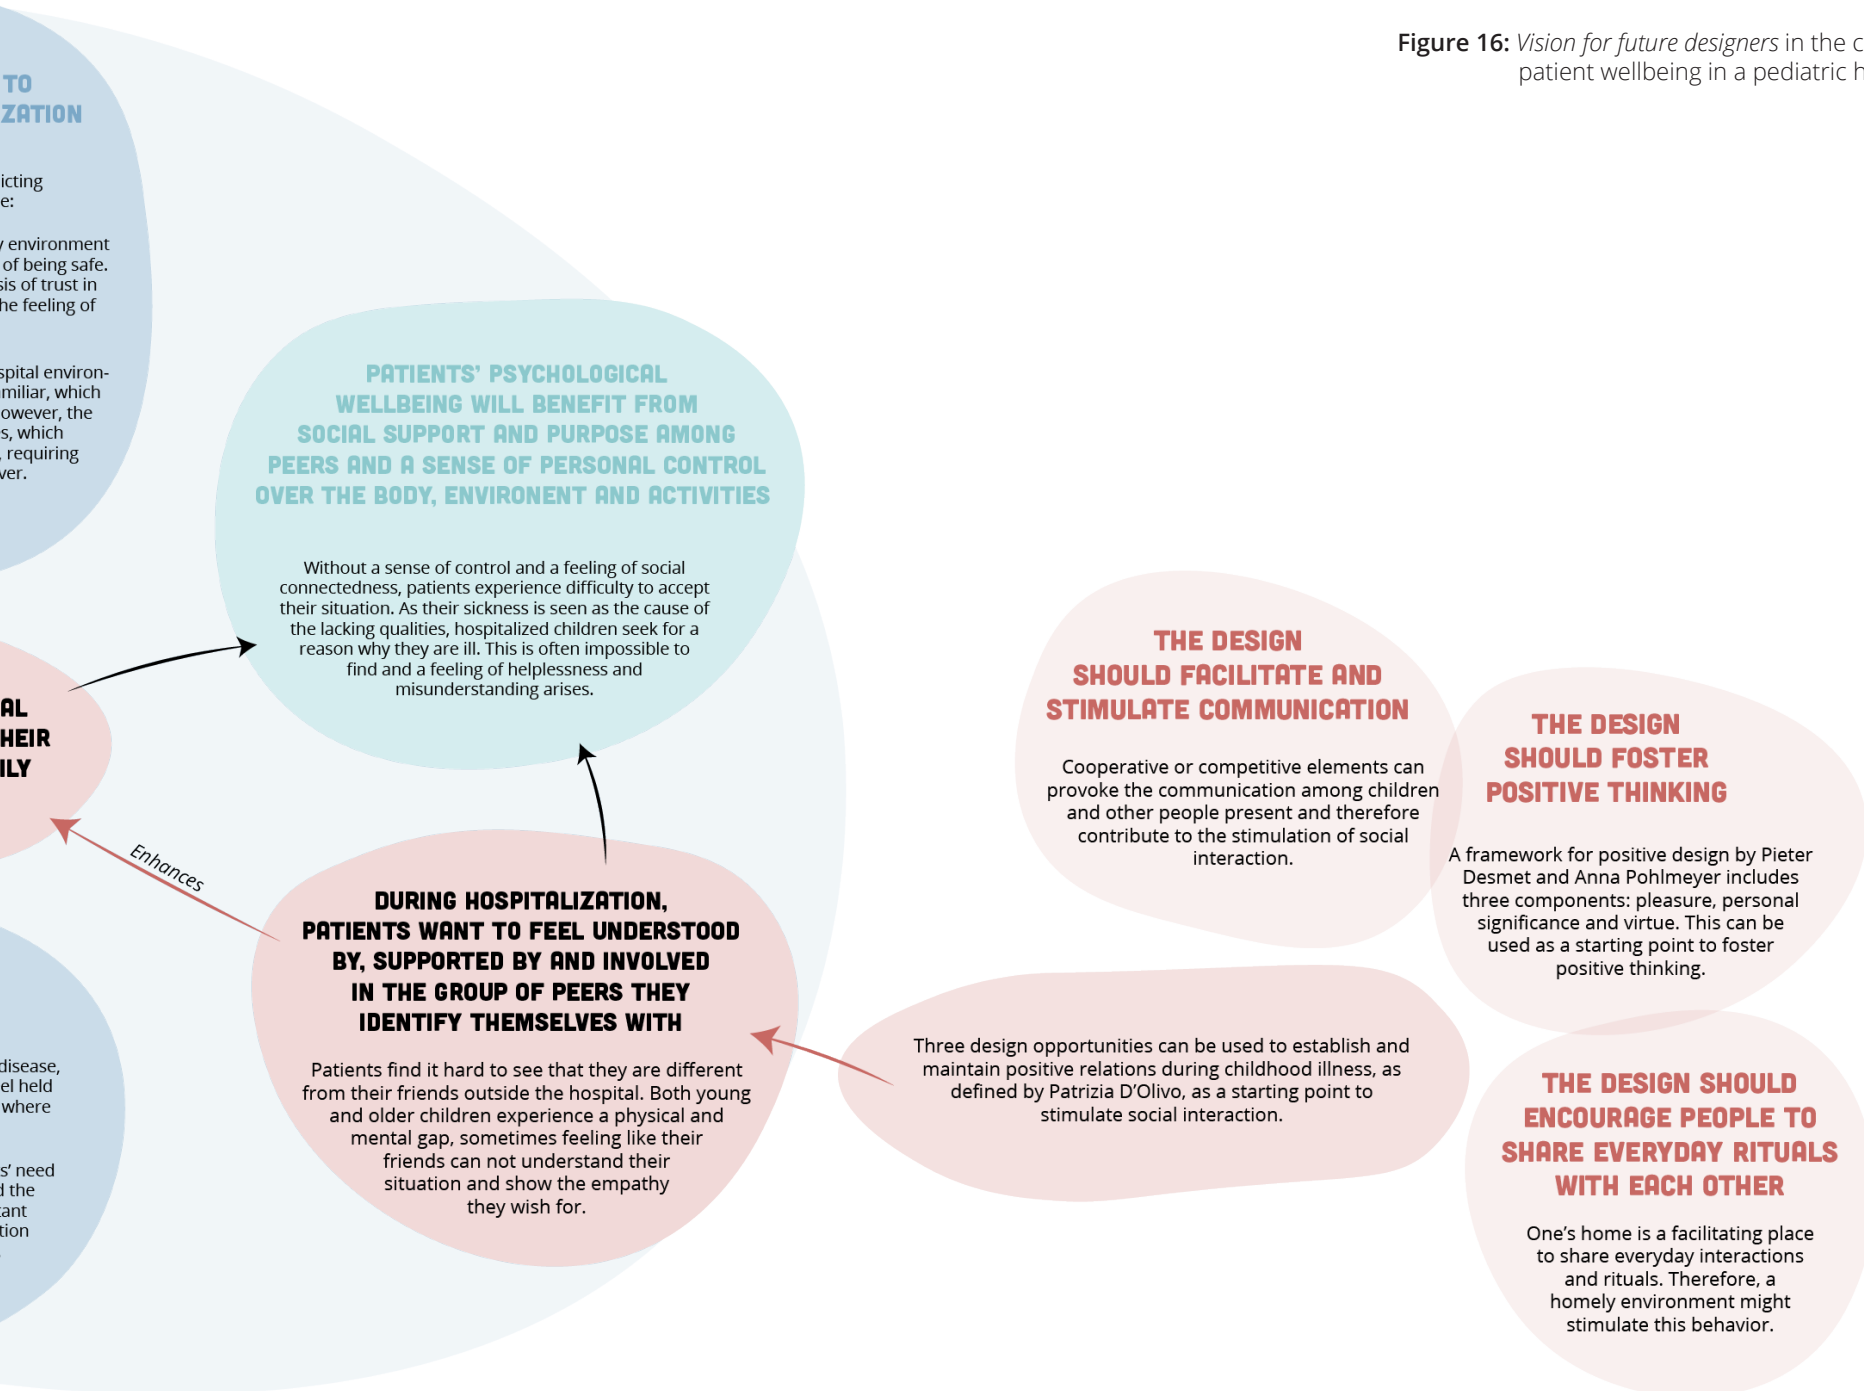 Figure 16: Vision for future designers in the
patient wellbeing in a pediatric
TO
icting
environment
of being safe.
of trust in
feeling of
environ-
which
the
which
requiring
PATIENTS' PSYCHOLOGICAL
WELLBEING WILL BENEFIT FROM
SOCIAL SUPPORT AND PURPOSE AMONG
PEERS AND A SENSE OF PERSONAL CONTROL
OVER THE BODY, ENVIRONENT AND ACTIVITIES
Without a sense of control and a feeling of social
connectedness, patients experience difficulty to accept
their situation. As their sickness is seen as the cause of
the lacking qualities, hospitalized children seek for a
reason why they are ill. This is often impossible to
find and a feeling of helplessness and
misunderstanding arises.
Enhances
DURING HOSPITALIZATION,
PATIENTS WANT TO FEEL UNDERSTOOD
BY, SUPPORTED BY AND INVOLVED
IN THE GROUP OF PEERS THEY
IDENTIFY THEMSELVES WITH
Patients find it hard to see that they are different
from their friends outside the hospital. Both young
and older children experience a physical and
mental gap, sometimes feeling like their
friends can not understand their
situation and show the empathy
they wish for.
disease,
held
where
need
the
Three design opportunities can be used to establish and
maintain positive relations during childhood illness, as
defined by Patrizia D'Olivo, as a starting point to
stimulate social interaction.
THE DESIGN
SHOULD FACILITATE AND
STIMULATE COMMUNICATION
Cooperative or competitive elements can
provoke the communication among children
and other people present and therefore
contribute to the stimulation of social
interaction.
THE DESIGN
SHOULD FOSTER
POSITIVE THINKING
A framework for positive design by Pieter
Desmet and Anna Pohlmeyer includes
three components: pleasure, personal
significance and virtue. This can be
used as a starting point to foster
positive thinking.
THE DESIGN SHOULD
ENCOURAGE PEOPLE TO
SHARE EVERYDAY RITUALS
WITH EACH OTHER
One's home is a facilitating place
to share everyday interactions
and rituals. Therefore, a
homely environment might
stimulate this behavior.